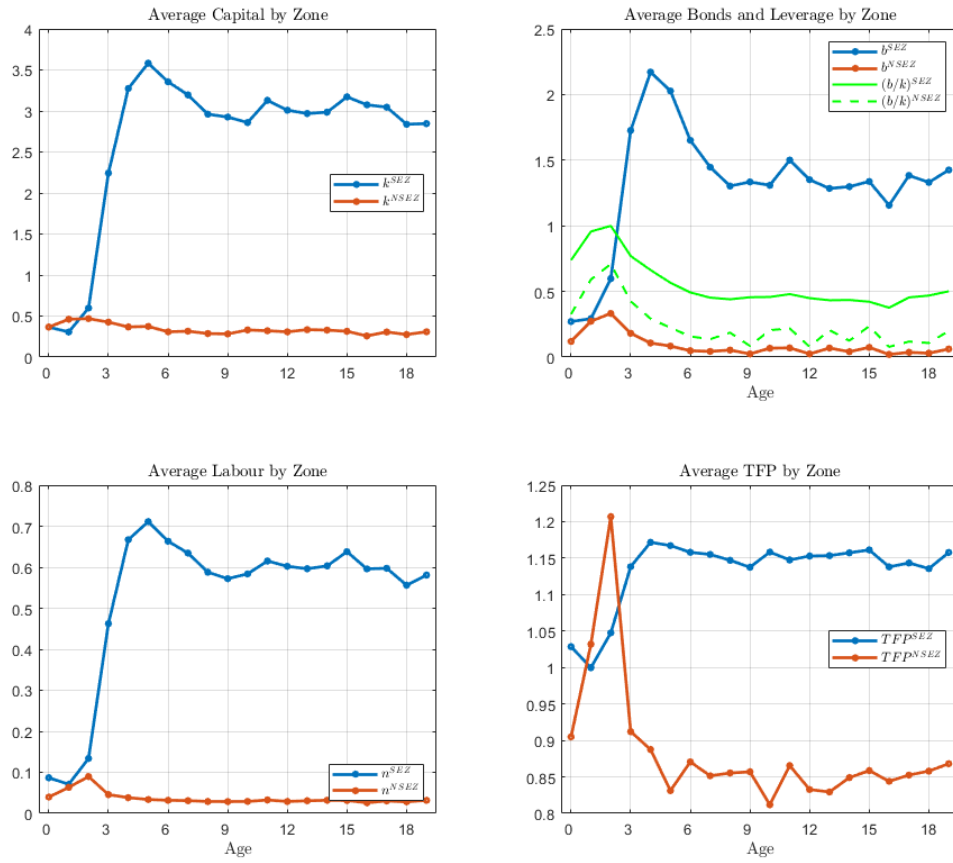 Average Capital by Zone
4
3.5
3
2.5
2
1.5
1
0.5
0
k^{SEZ}
k^{NSEZ}
0 3 6 9 12 15 18
Average Bonds and Leverage by Zone
2.5
2
1.5
1
0.5
0
b^{SEZ}
b^{NSEZ}
(b/k)^{SEZ}
(b/k)^{NSEZ}
0 3 6 9 12 15 18
Age
Average Labour by Zone
0.8
0.7
0.6
0.5
0.4
0.3
0.2
0.1
0
n^{SEZ}
n^{NSEZ}
0 3 6 9 12 15 18
Age
Average TFP by Zone
1.25
1.2
1.15
1.1
1.05
1
0.95
0.9
0.85
0.8
TFP^{SEZ}
TFP^{NSEZ}
0 3 6 9 12 15 18
Age